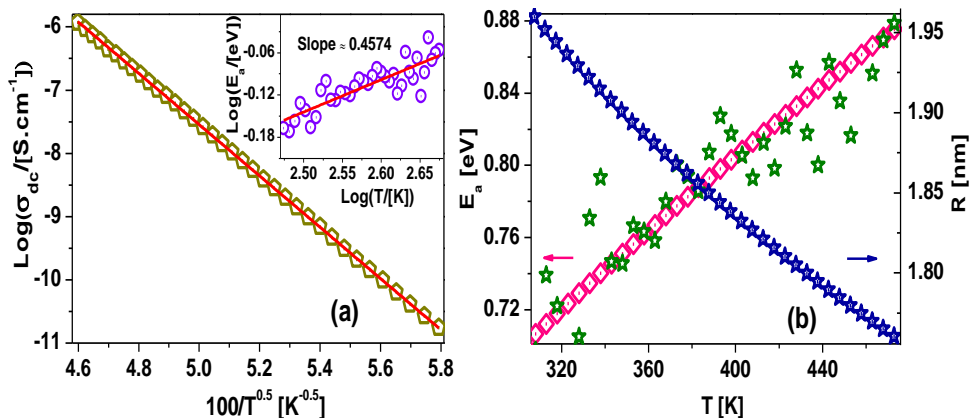 Log(σdc/[S.cm-1])
-6
-7
-8
-9
-10
-11
4.6 4.8 5.0 5.2 5.4 5.6 5.8
100/T0.5 [K-0.5]
(a)
Log(Ea/[eV])
-0.06
-0.12
-0.18
2.50 2.55 2.60 2.65
Log(T/[K])
Slope ≈ 0.4574
Ea [eV]
0.88
0.84
0.80
0.76
0.72
320 360 400 440
T [K]
(b)
1.95
1.90
1.85
1.80
R [nm]